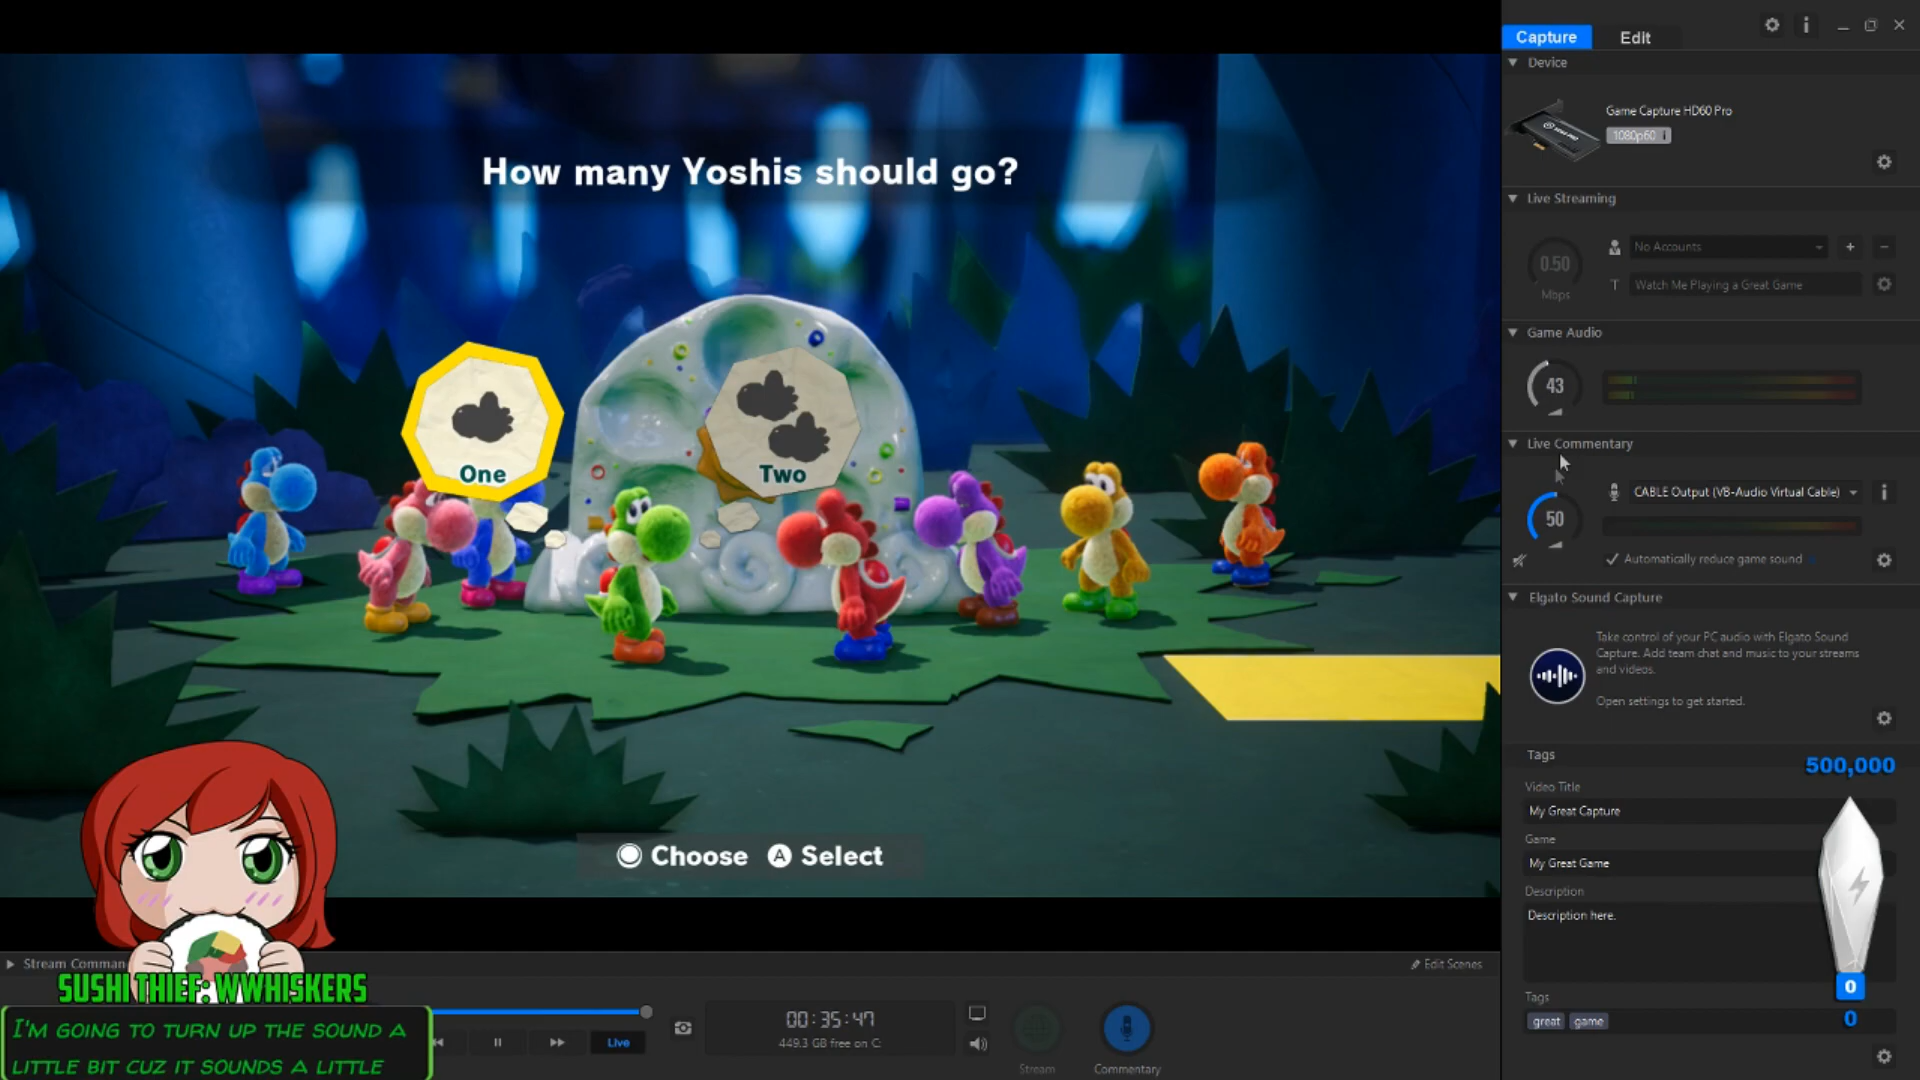 Capture
Edit
Device
Game Capture HD60 Pro
1080p60 i
Live Streaming
0.50
Mbps
No Accounts
T Watch Me Playing a Great Game
Game Audio
43
Live Commentary
50
CABLE Output (VB-Audio Virtual Cable)
Automatically reduce game sound
Elgato Sound Capture
Take control of your PC audio with Elgato Sound
Capture. Add team chat and music to your streams
and videos.
Open settings to get started.
Tags
500,000
Video Title
My Great Capture
Game
My Great Game
Description
Description here.
0
Tags
0
great game
How many Yoshis should go?
One
Two
Choose A Select
Stream Comman
Edit Scenes
SUSHI THIEF: WWHISKERS
I'M GOING TO TURN UP THE SOUND A
LITTLE BIT CUZ IT SOUNDS A LITTLE
Live
00:35:47
449.3 GB free on C:
Stream
Commentary